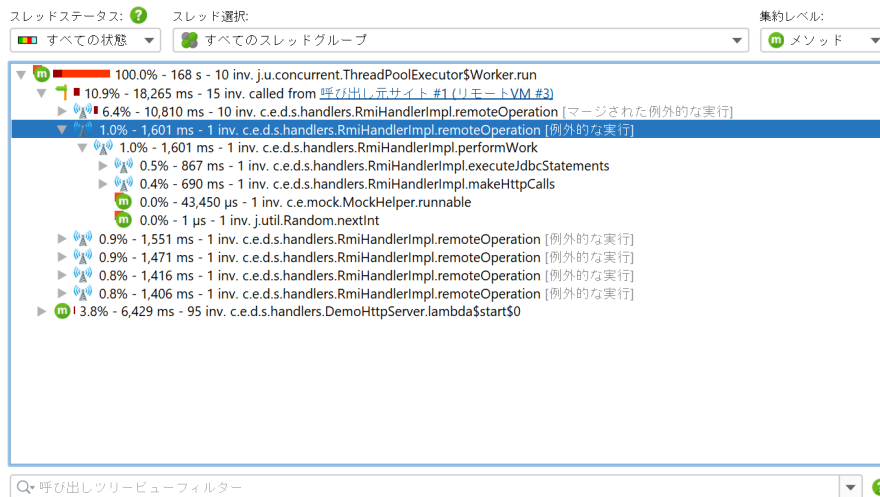 スレッドステータス: ? スレッド選択: 集約レベル:
すべての状態 すべてのスレッドグループ m メソッド
m 100.0% - 168 s - 10 inv. j.u.concurrent.ThreadPoolExecutor$Worker.run
10.9% - 18,265 ms - 15 inv. called from 呼び出し元サイト #1 (リモートVM #3)
6.4% - 10,810 ms - 10 inv. c.e.d.s.handlers.RmiHandlerImpl.remoteOperation [マージされた例外的な実行]
1.0% - 1,601 ms - 1 inv. c.e.d.s.handlers.RmiHandlerImpl.remoteOperation [例外的な実行]
1.0% - 1,601 ms - 1 inv. c.e.d.s.handlers.RmiHandlerImpl.performWork
0.5% - 867 ms - 1 inv. c.e.d.s.handlers.RmiHandlerImpl.executeJdbcStatements
0.4% - 690 ms - 1 inv. c.e.d.s.handlers.RmiHandlerImpl.makeHttpCalls
m 0.0% - 43,450 µs - 1 inv. c.e.mock.MockHelper.runnable
m 0.0% - 1 µs - 1 inv. j.util.Random.nextInt
0.9% - 1,551 ms - 1 inv. c.e.d.s.handlers.RmiHandlerImpl.remoteOperation [例外的な実行]
0.9% - 1,471 ms - 1 inv. c.e.d.s.handlers.RmiHandlerImpl.remoteOperation [例外的な実行]
0.8% - 1,416 ms - 1 inv. c.e.d.s.handlers.RmiHandlerImpl.remoteOperation [例外的な実行]
0.8% - 1,406 ms - 1 inv. c.e.d.s.handlers.RmiHandlerImpl.remoteOperation [例外的な実行]
m 3.8% - 6,429 ms - 95 inv. c.e.d.s.handlers.DemoHttpServer.lambda$start$0
呼び出しツリービューフィルター ?